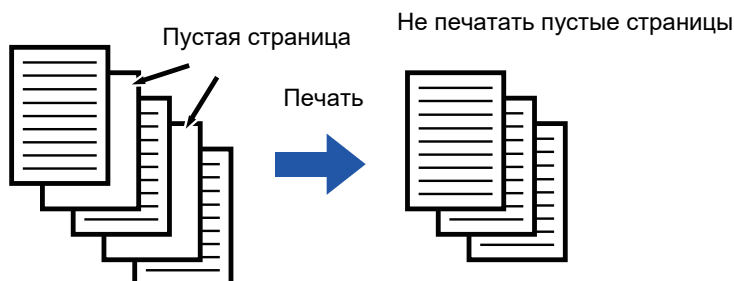 Не печатать пустые страницы
Пустая страница
Печать